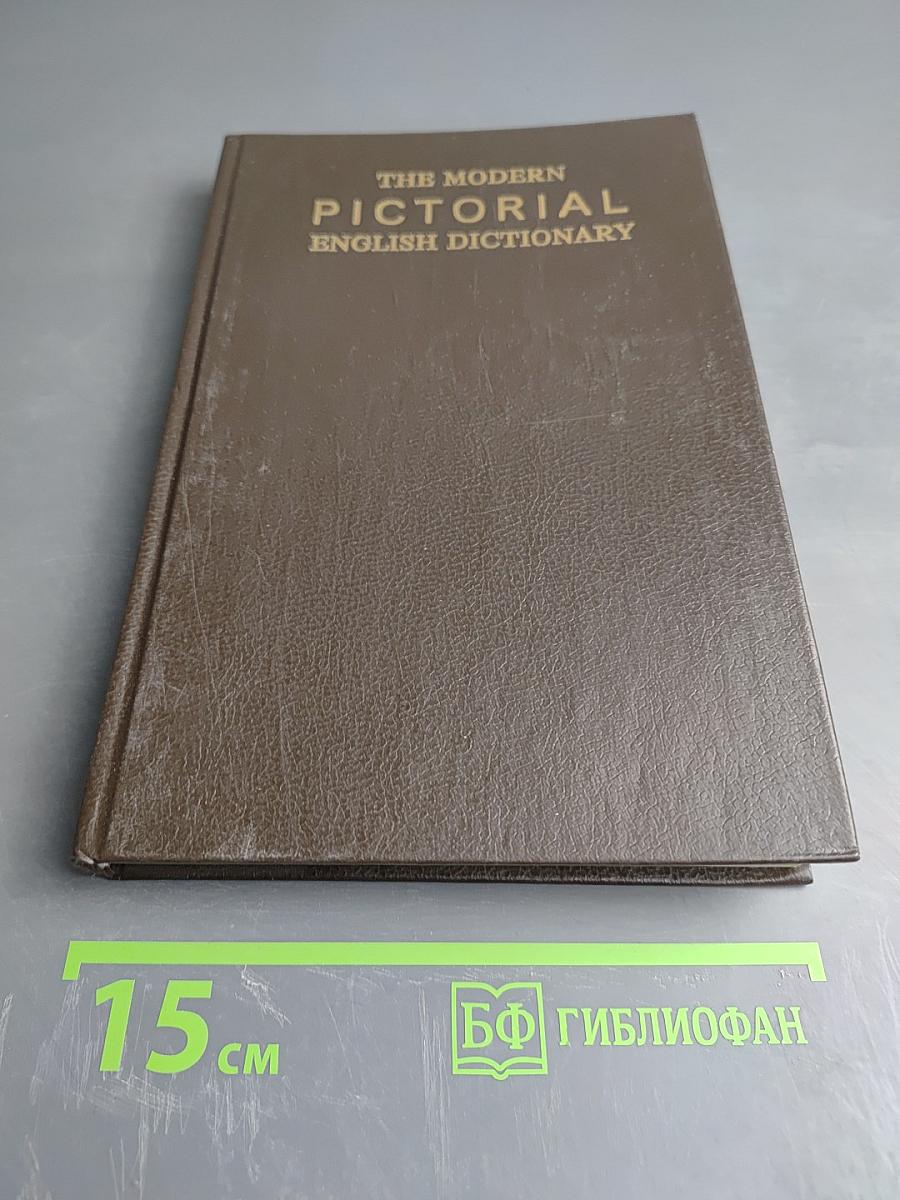 THE MODERN
PICTORIAL
ENGLISH DICTIONARY
15 см
БФ ГИБЛИОФАН